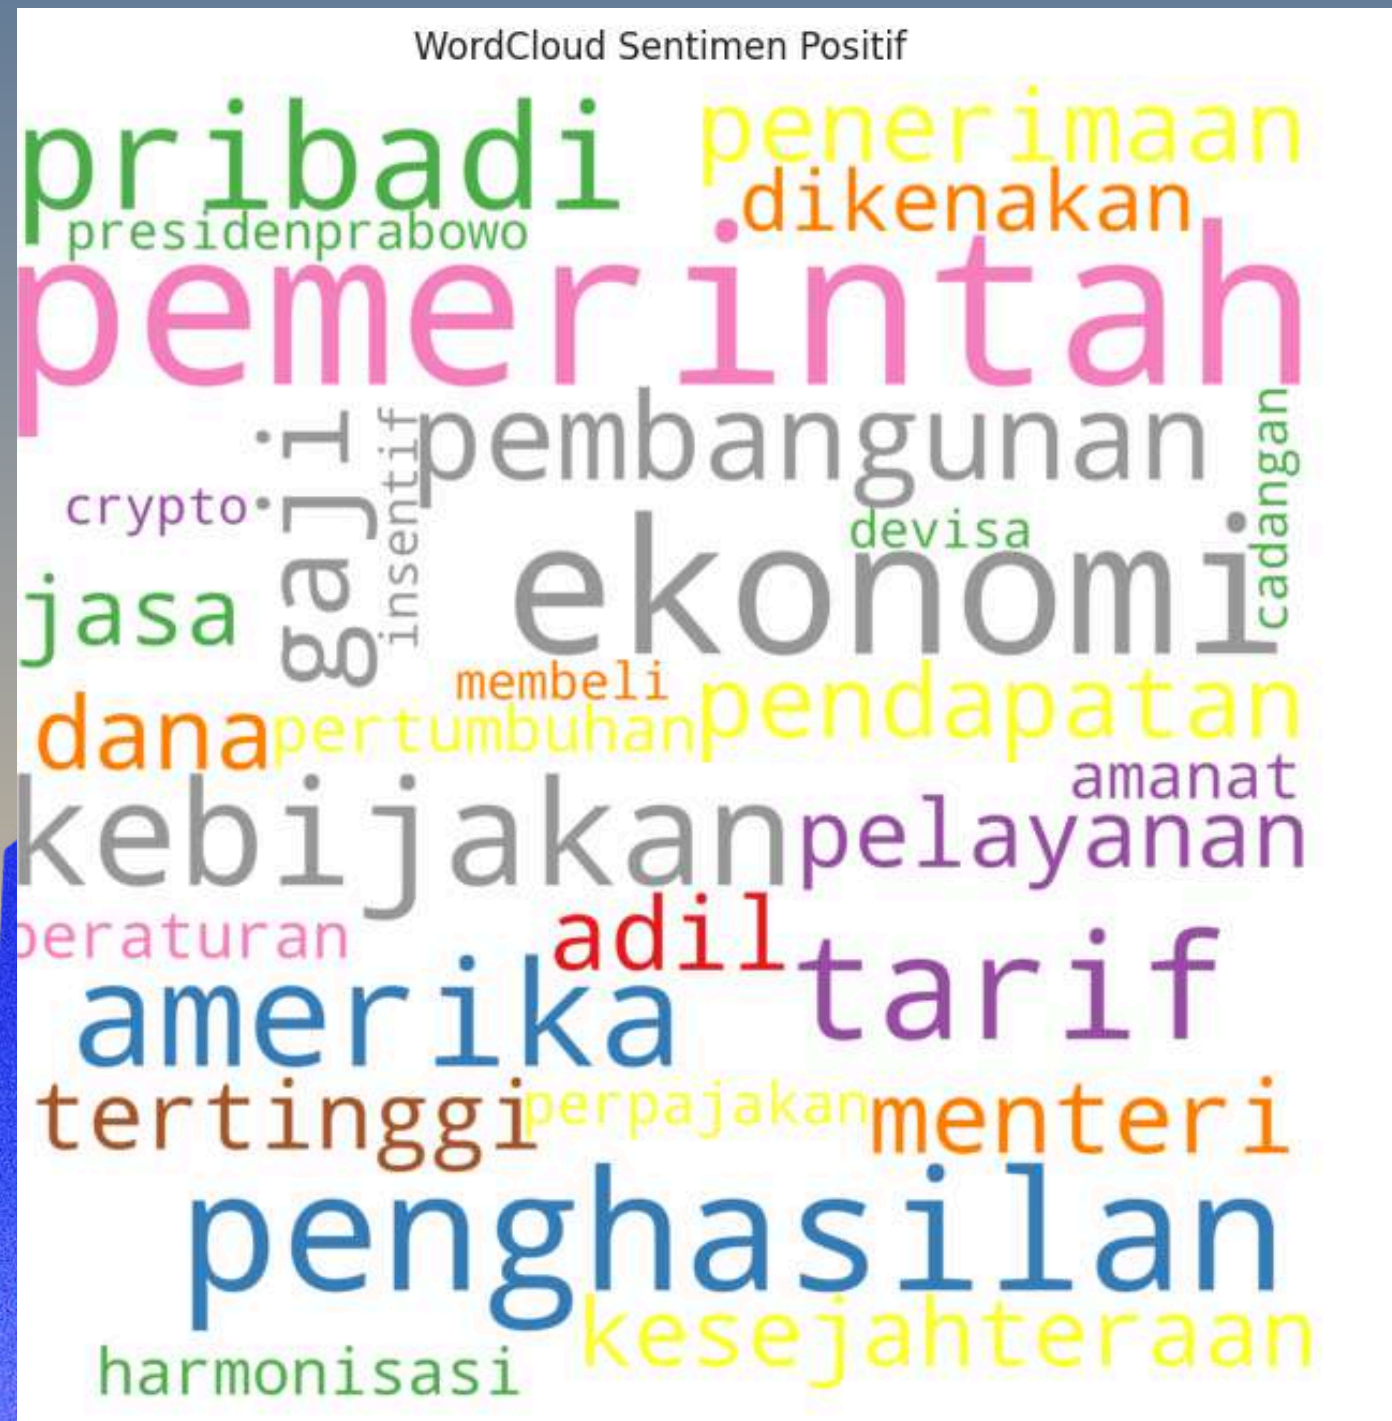 WordCloud Sentimen Positif
pribadi
penerimaan
dikenakan
presidenprabowo
pemerintah
gaji
insentif
pembangunan
cadangan
crypto
devisa
ekonomi
jasa
membeli
dana
pertumbuhan
pendapatan
amanat
kebijakan
pelayanan
peraturan
adil
tarif
amerika
tertinggi
perpajakan
menteri
penghasilan
kesejahteraan
harmonisasi